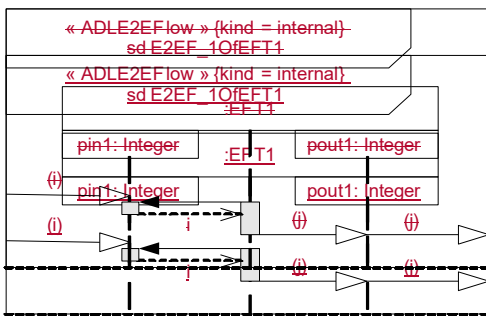 « ADLE2EFlow » {kind = internal}
sd E2EF_1OfEFT1
« ADLE2EFlow » {kind = internal}
sd E2EF_1OfEFT1
:EFT1
pin1: Integer
:EFT1
pout1: Integer
(i)
pin1: Integer
pout1: Integer
i
(j)
(j)
(i)
i
(j)
(j)